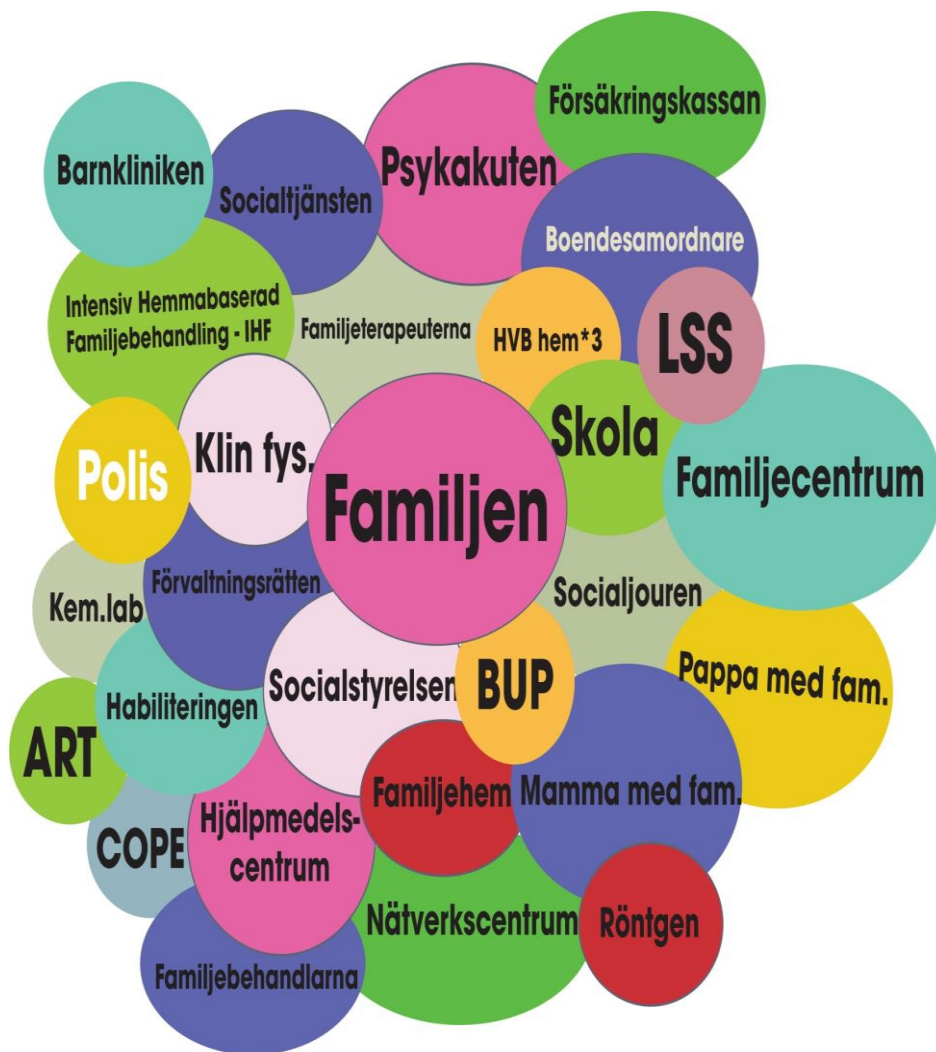 Försäkringskassan
Barnkliniken
Psykakuten
Socialtjänsten
Boendesamordnare
Intensiv Hemmabaserad
Familjebehandling - IHF
Familjeterapeuterna
HVB hem*3
LSS
Skola
Klin fys.
Polis
Familjecentrum
Familjen
Förvaltningsrätten
Socialjouren
Kem.lab
Pappa med fam.
Socialstyrelsen
BUP
Habiliteringen
ART
Familjehem
Mamma med fam.
Hjälpmedels-
centrum
COPE
Nätverkscentrum
Röntgen
Familjebehandlarna